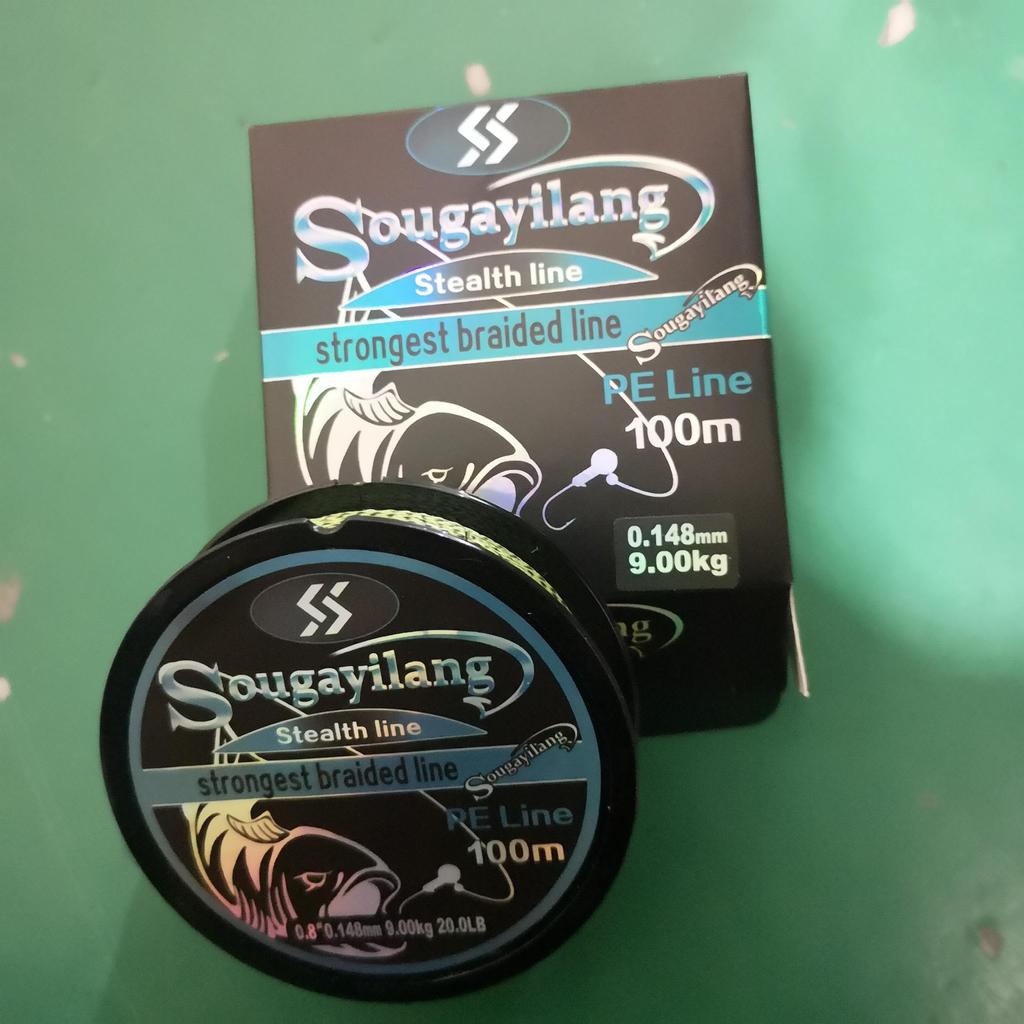 Sougayilang
Stealth line
strongest braided line
Sougayilang
PE Line
100m
0.148mm
9.00kg
ng
Sougayilang
Stealth line
strongest braided line
Sougayilang
PE Line
100m
0.8# 0.148mm 9.00kg 20.0LB